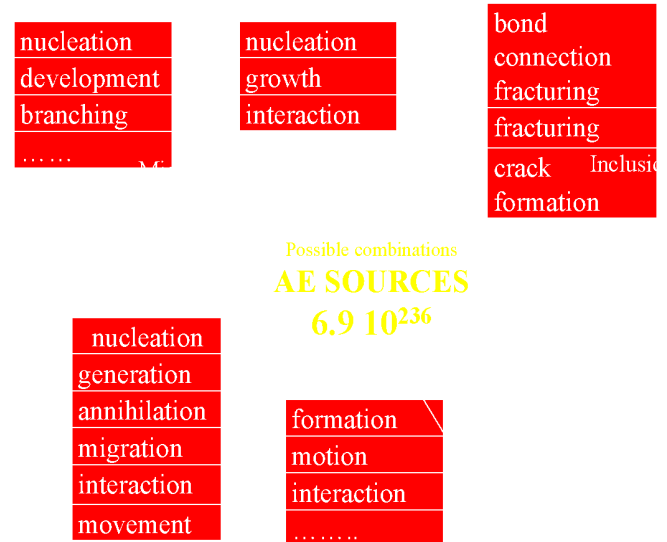 nucleation
development
branching
……
nucleation
growth
interaction
bond
connection
fracturing
fracturing
crack
formation
Possible combinations
AE SOURCES
6.9 10²³⁶
nucleation
generation
annihilation
migration
interaction
movement
formation
motion
interaction
……..